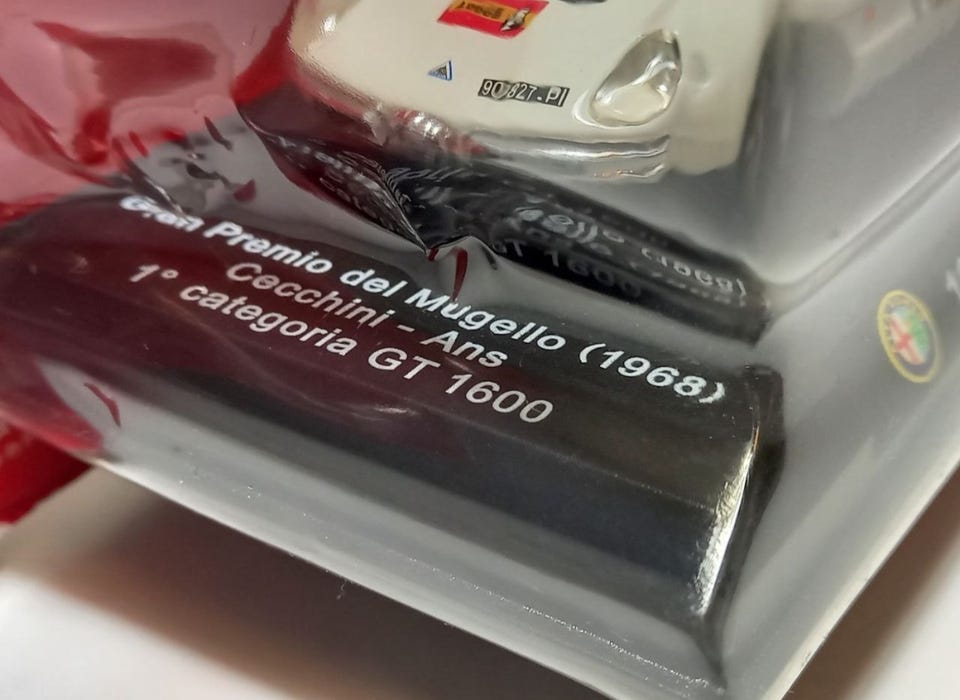 90827.PI
Gran Premio del Mugello (1968)
Cecchini - Ans
1° categoria GT 1600